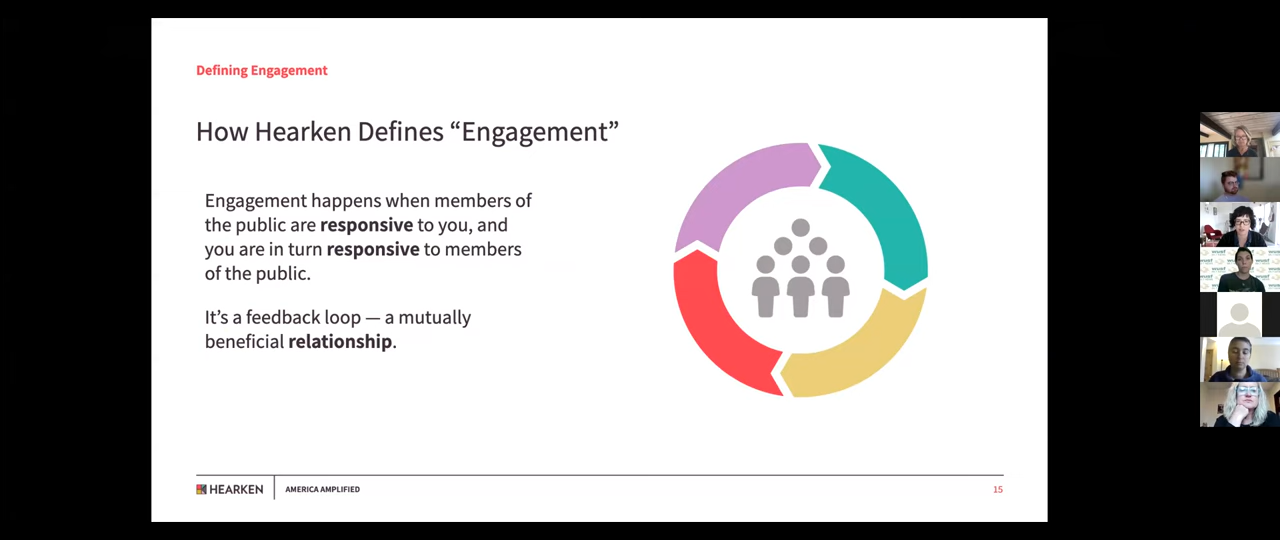 Defining Engagement
How Hearken Defines “Engagement”
Engagement happens when members of
the public are responsive to you, and
you are in turn responsive to members
of the public.
It’s a feedback loop — a mutually
beneficial relationship.
HEARKEN
AMERICA AMPLIFIED
15